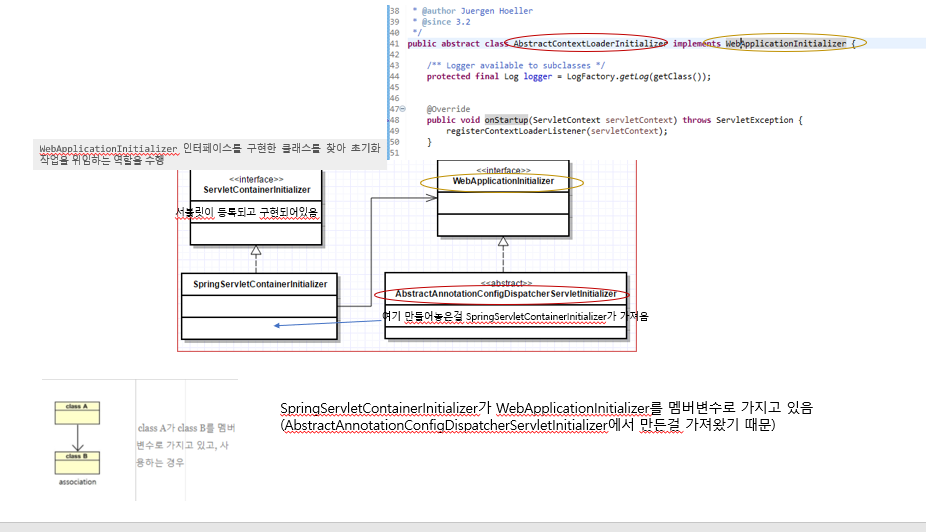 38 * @author Juergen Hoeller
39 * @since 3.2
40 */
41 public abstract class AbstractContextLoaderInitializer implements WebApplicationInitializer {
42
43 /** Logger available to subclasses */
44 protected final Log logger = LogFactory.getLog(getClass());
45
46
47 @Override
48 public void onStartup(ServletContext servletContext) throws ServletException {
49 registerContextLoaderListener(servletContext);
50 }
51
WebApplicationInitializer 인터페이스를 구현한 클래스를 찾아 초기화
작업을 위임하는 역할을 수행
<<interface>>
ServletContainerInitializer
서블릿이 등록되고 구현되어있음
<<interface>>
WebApplicationInitializer
SpringServletContainerInitializer
<<abstract>>
AbstractAnnotationConfigDispatcherServletInitializer
여기 만들어놓은걸 SpringServletContainerInitializer가 가져옴
class A
class B
association
class A가 class B를 멤버
변수로 가지고 있고, 사
용하는 경우
SpringServletContainerInitializer가 WebApplicationInitializer를 멤버변수로 가지고 있음
(AbstractAnnotationConfigDispatcherServletInitializer에서 만든걸 가져왔기 때문)